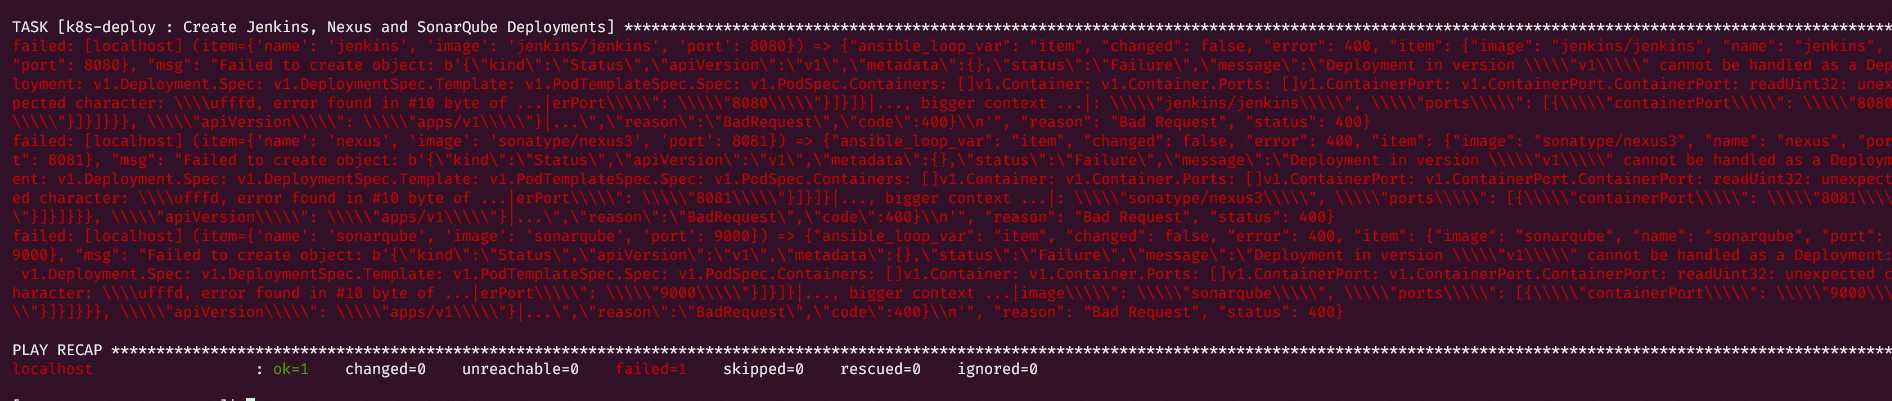 TASK [k8s-deploy : Create Jenkins, Nexus and SonarQube Deployments] *********************************************************************************************************************************************
failed: [localhost] (item={'name': 'jenkins', 'image': 'jenkins/jenkins', 'port': 8080}) => {"ansible_loop_var": "item", "changed": false, "error": 400, "item": {"image": "jenkins/jenkins", "name": "jenkins",
"port": 8080}, "msg": "Failed to create object: b'{\"kind\":\"Status\",\"apiVersion\":\"v1\",\"metadata\":{},\"status\":\"Failure\",\"message\":\"Deployment in version \\\\\"v1\\\\\" cannot be handled as a Dep
loyment: v1.Deployment.Spec: v1.DeploymentSpec.Template: v1.PodTemplateSpec.Spec: v1.PodSpec.Containers: []v1.Container: v1.Container.Ports: []v1.ContainerPort: v1.ContainerPort.ContainerPort: readUint32: unex
pected character: \\\\ufffd, error found in #10 byte of ...|erPort\\\\\": \\\\\"8080\\\\\"}]}]}|..., bigger context ...|: \\\\\"jenkins/jenkins\\\\\", \\\\\"ports\\\\\": [{\\\\\"containerPort\\\\\": \\\\\"8080
\\\\\"}]}]}}}, \\\\\"apiVersion\\\\\": \\\\\"apps/v1\\\\\"}|...\",\"reason\":\"BadRequest\",\"code\":400}\\n'", "reason": "Bad Request", "status": 400}
failed: [localhost] (item={'name': 'nexus', 'image': 'sonatype/nexus3', 'port': 8081}) => {"ansible_loop_var": "item", "changed": false, "error": 400, "item": {"image": "sonatype/nexus3", "name": "nexus", "por
t": 8081}, "msg": "Failed to create object: b'{\"kind\":\"Status\",\"apiVersion\":\"v1\",\"metadata\":{},\"status\":\"Failure\",\"message\":\"Deployment in version \\\\\"v1\\\\\" cannot be handled as a Deploym
ent: v1.Deployment.Spec: v1.DeploymentSpec.Template: v1.PodTemplateSpec.Spec: v1.PodSpec.Containers: []v1.Container: v1.Container.Ports: []v1.ContainerPort: v1.ContainerPort.ContainerPort: readUint32: unexpect
ed character: \\\\ufffd, error found in #10 byte of ...|erPort\\\\\": \\\\\"8081\\\\\"}]}]}|..., bigger context ...|: \\\\\"sonatype/nexus3\\\\\", \\\\\"ports\\\\\": [{\\\\\"containerPort\\\\\": \\\\\"8081\\\\
\"}]}]}}}, \\\\\"apiVersion\\\\\": \\\\\"apps/v1\\\\\"}|...\",\"reason\":\"BadRequest\",\"code\":400}\\n'", "reason": "Bad Request", "status": 400}
failed: [localhost] (item={'name': 'sonarqube', 'image': 'sonarqube', 'port': 9000}) => {"ansible_loop_var": "item", "changed": false, "error": 400, "item": {"image": "sonarqube", "name": "sonarqube", "port":
9000}, "msg": "Failed to create object: b'{\"kind\":\"Status\",\"apiVersion\":\"v1\",\"metadata\":{},\"status\":\"Failure\",\"message\":\"Deployment in version \\\\\"v1\\\\\" cannot be handled as a Deployment:
v1.Deployment.Spec: v1.DeploymentSpec.Template: v1.PodTemplateSpec.Spec: v1.PodSpec.Containers: []v1.Container: v1.Container.Ports: []v1.ContainerPort: v1.ContainerPort.ContainerPort: readUint32: unexpected c
haracter: \\\\ufffd, error found in #10 byte of ...|erPort\\\\\": \\\\\"9000\\\\\"}]}]}|..., bigger context ...|image\\\\\": \\\\\"sonarqube\\\\\", \\\\\"ports\\\\\": [{\\\\\"containerPort\\\\\": \\\\\"9000\\\
\\"}]}]}}}, \\\\\"apiVersion\\\\\": \\\\\"apps/v1\\\\\"}|...\",\"reason\":\"BadRequest\",\"code\":400}\\n'", "reason": "Bad Request", "status": 400}
PLAY RECAP ******************************************************************************************************************************************************************************************************
localhost : ok=1 changed=0 unreachable=0 failed=1 skipped=0 rescued=0 ignored=0